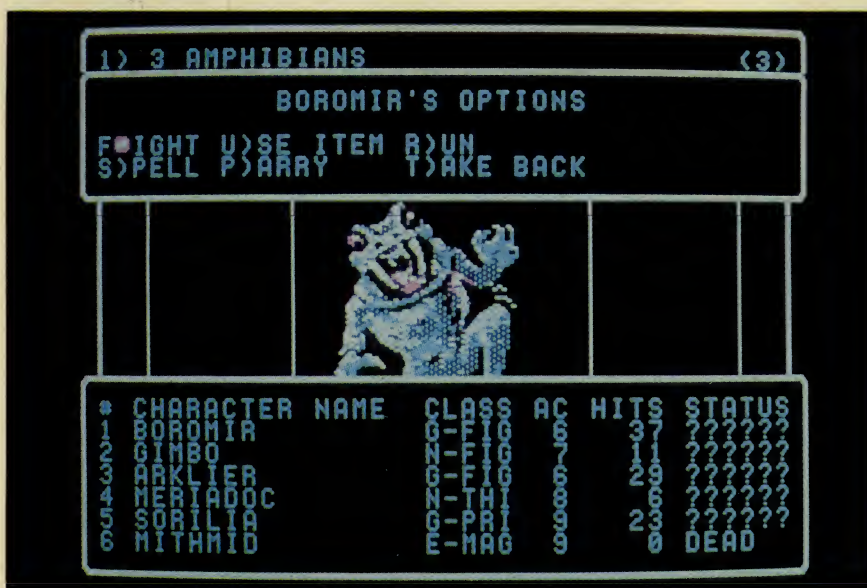 1) 3 AMPHIBIANS (3)
BOROMIR'S OPTIONS
F)IGHT U)SE ITEM R)UN
S)PELL P)ARRY T)AKE BACK
# CHARACTER NAME CLASS AC HITS STATUS
1 BOROMIR G-FIG 6 37 ??????
2 GIMBO N-FIG 7 11 ??????
3 ARKLIER G-FIG 6 29 ??????
4 MERIADOC N-THI 8 6 ??????
5 SORILIA G-PRI 9 23 ??????
6 MITHMID E-MAG 9 0 DEAD